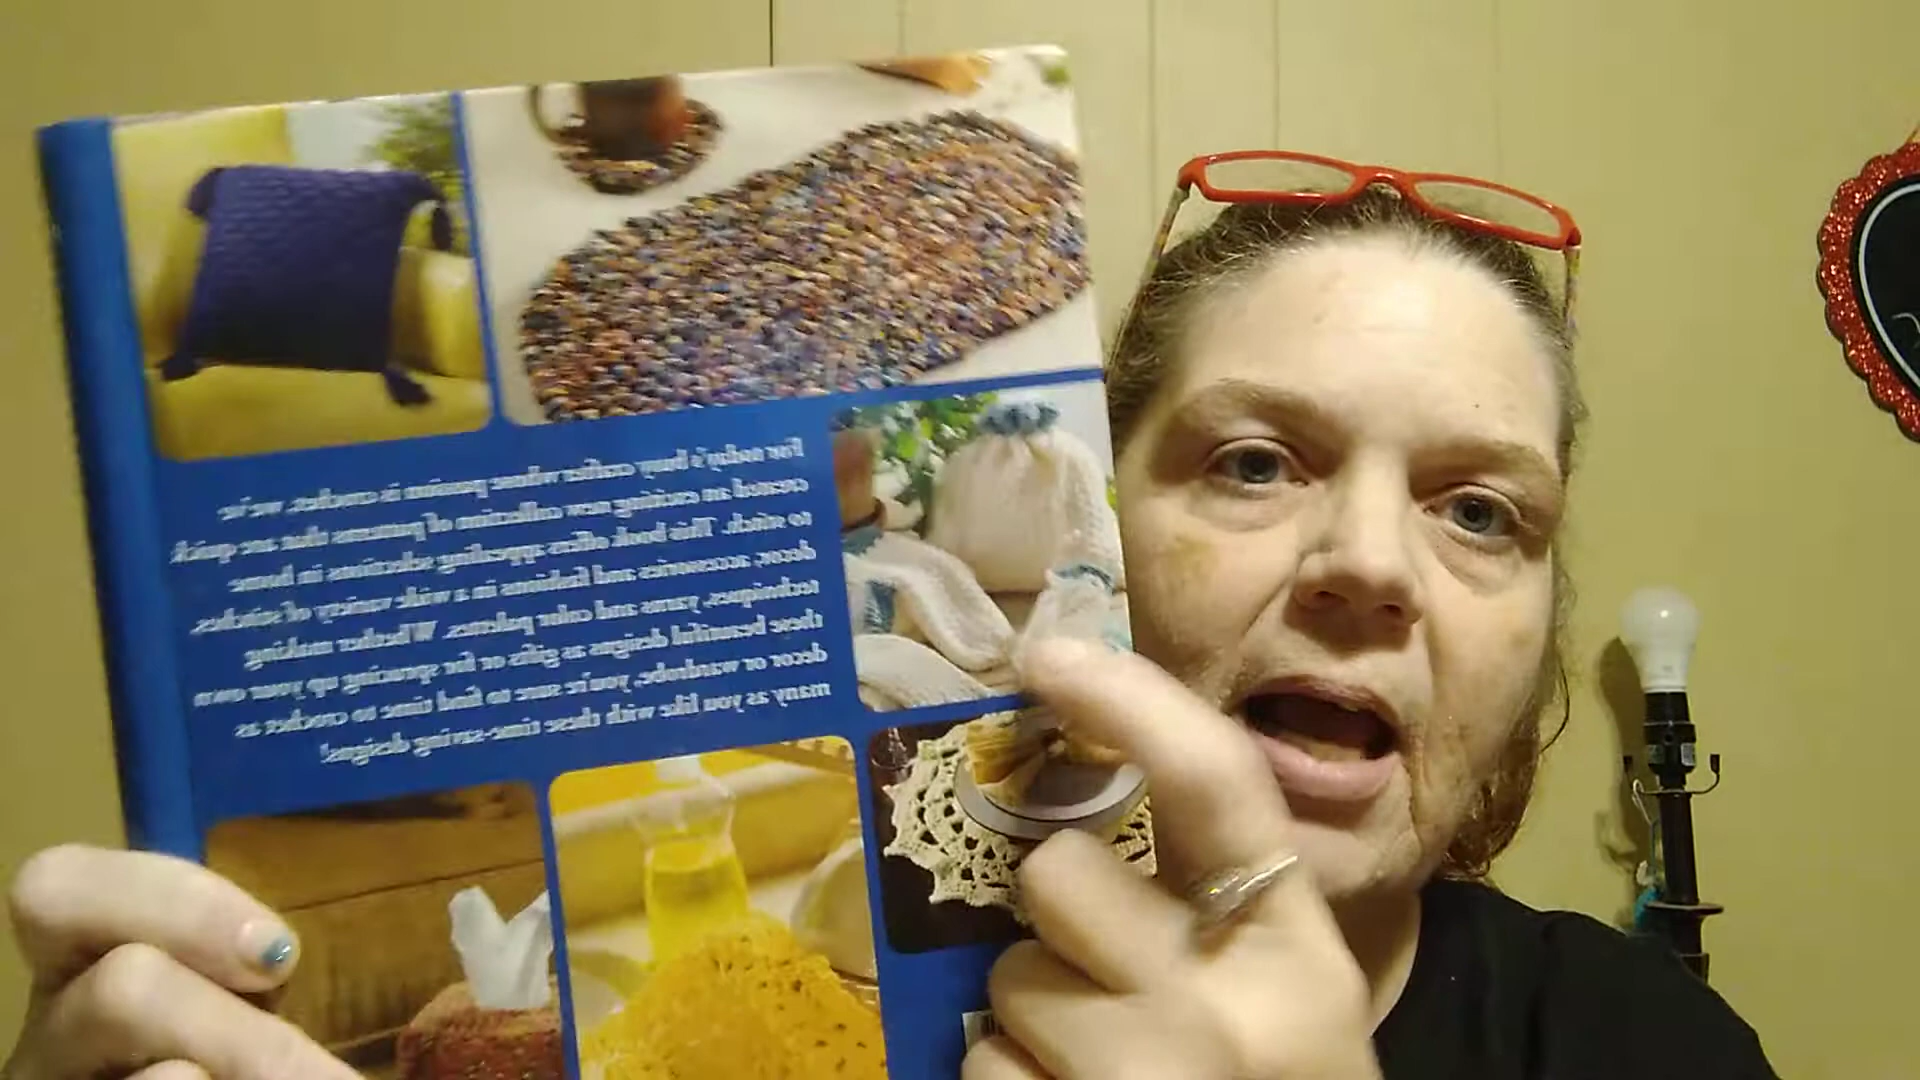 For today's busy crafter whose passion is crochet, we've
created an exciting new collection of patterns that are quick
to stitch. This book offers appealing selections in home
decor, accessories and fashions in a wide variety of stitches,
techniques, yarns and color palettes. Whether making
these beautiful designs as gifts or for sprucing up your own
decor or wardrobe, you're sure to find time to crochet as
many as you like with these time-saving designs!